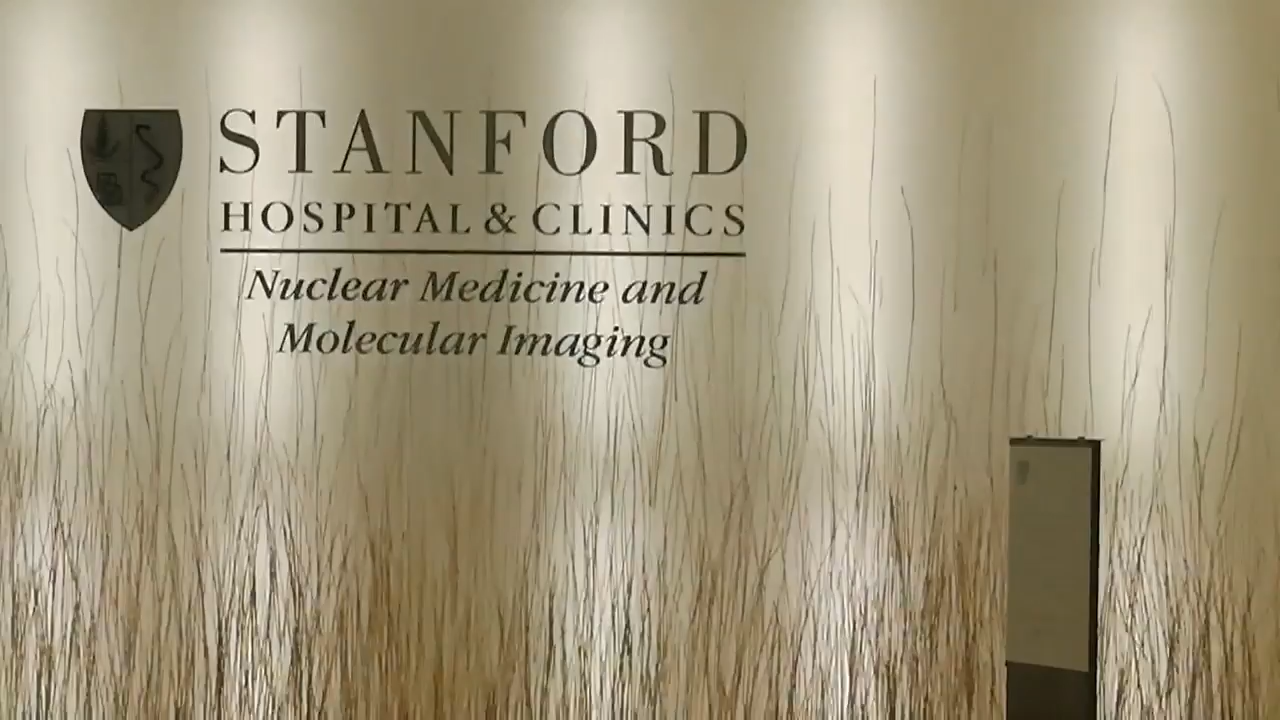 STANFORD
HOSPITAL & CLINICS
Nuclear Medicine and
Molecular Imaging